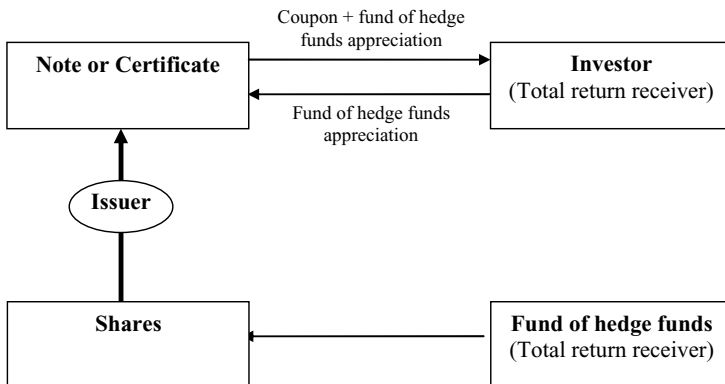 Coupon + fund of hedge
funds appreciation
Note or Certificate
Investor
(Total return receiver)
Fund of hedge funds
appreciation
Issuer
Shares
Fund of hedge funds
(Total return receiver)